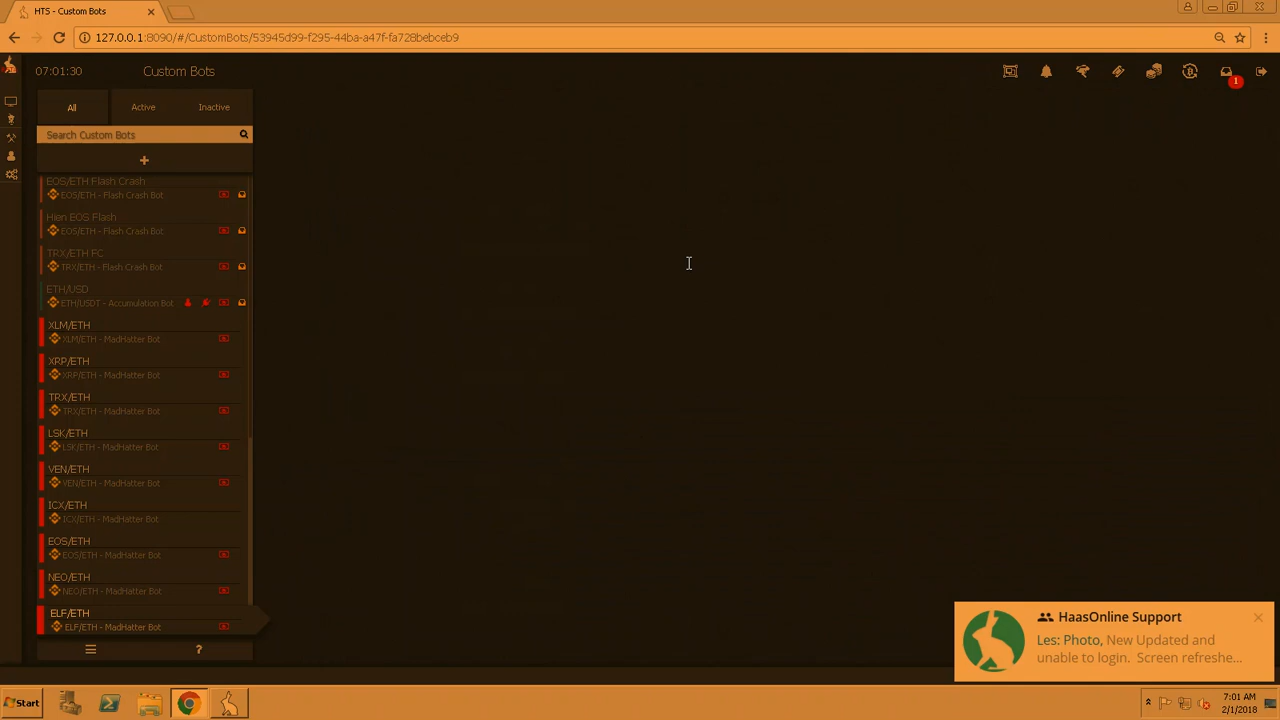 HTS - Custom Bots
127.0.0.1:8090/#/CustomBots/53945d99-f295-44ba-a47f-fa728bebceb9
07:01:30
Custom Bots
1
All
Active
Inactive
Search Custom Bots
+
EOS/ETH Flash Crash
EOS/ETH - Flash Crash Bot
Hien EOS Flash
EOS/ETH - Flash Crash Bot
TRX/ETH FC
TRX/ETH - Flash Crash Bot
ETH/USD
ETH/USDT - Accumulation Bot
XLM/ETH
XLM/ETH - MadHatter Bot
XRP/ETH
XRP/ETH - MadHatter Bot
TRX/ETH
TRX/ETH - MadHatter Bot
LSK/ETH
LSK/ETH - MadHatter Bot
VEN/ETH
VEN/ETH - MadHatter Bot
ICX/ETH
ICX/ETH - MadHatter Bot
EOS/ETH
EOS/ETH - MadHatter Bot
NEO/ETH
NEO/ETH - MadHatter Bot
ELF/ETH
ELF/ETH - MadHatter Bot
?
HaasOnline Support
Les: Photo, New Updated and
unable to login. Screen refreshe...
Start
7:01 AM
2/1/2018